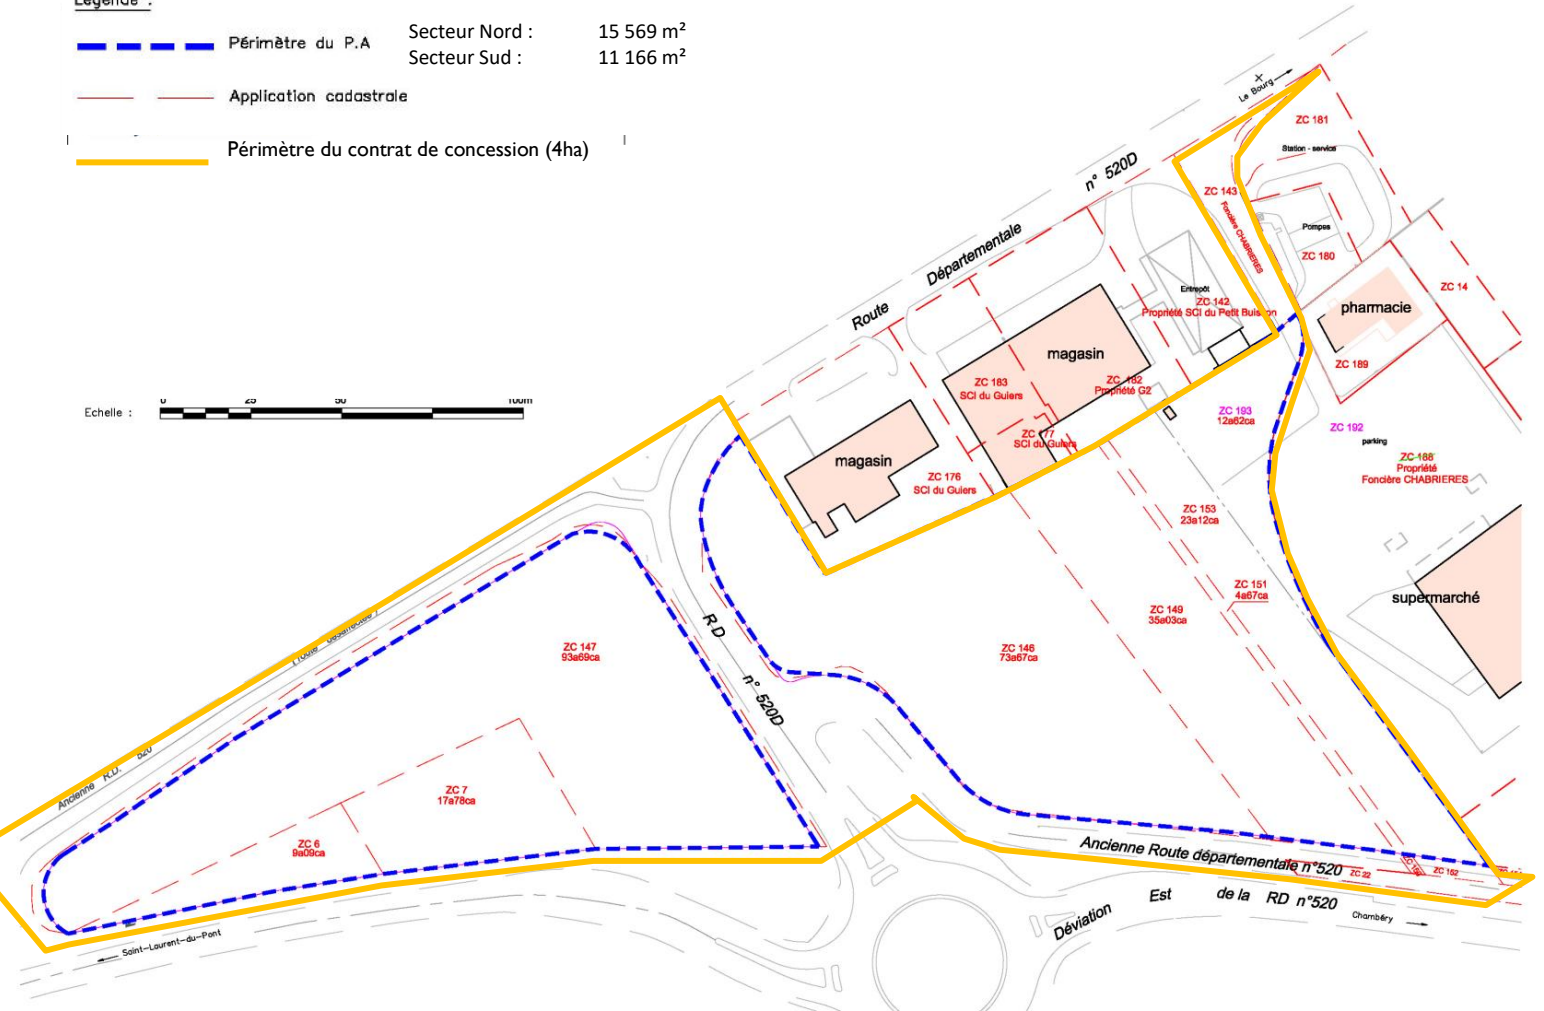 Légende :
Périmètre du P.A
Secteur Nord : 15 569 m²
Secteur Sud : 11 166 m²
Application cadastrale
Périmètre du contrat de concession (4ha)
Echelle :
0 25 50 100m
Le Bourg
ZC 181
Station - service
n° 520D
ZC 143
Foncière CHABRIERES
Pompes
ZC 180
Départementale
Route
Entrepôt
ZC 142
Propriété SCI du Petit Buisson
ZC 14
pharmacie
ZC 189
magasin
ZC 183
SCI du Guiers
ZC 182
Propriété G2
ZC 177
SCI du Guiers
ZC 193
12a62ca
ZC 192
parking
ZC 188
Propriété
Foncière CHABRIERES
magasin
ZC 176
SCI du Guiers
ZC 153
23a12ca
ZC 151
4a67ca
supermarché
ZC 149
35a03ca
ZC 146
73a67ca
ZC 147
93a69ca
R.D n° 520D
Ancienne R.D. 520
ZC 7
17a78ca
ZC 6
9a09ca
Ancienne Route départementale n°520
ZC 22
ZC 152
Déviation Est de la RD n°520
Chambéry
Saint-Laurent-du-Pont